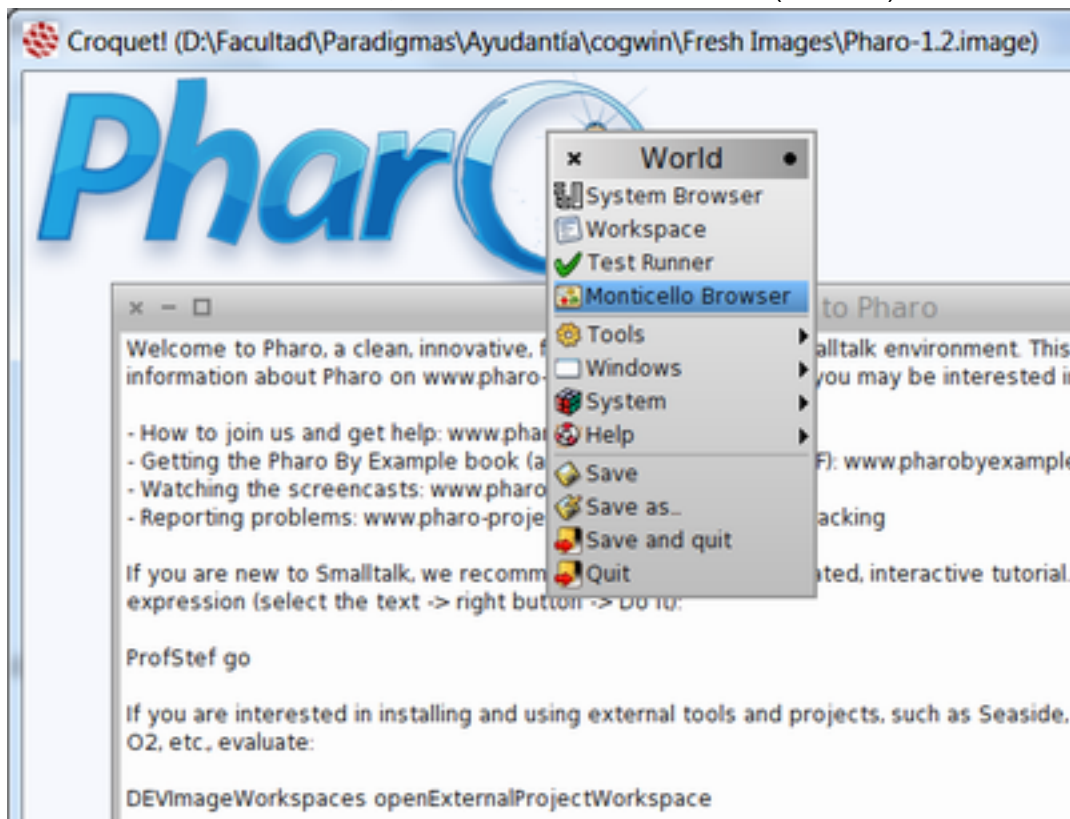 Croquet! (D:\Facultad\Paradigmas\Ayudantía\cogwin\Fresh Images\Pharo-1.2.image)
Pharo
World
System Browser
Workspace
Test Runner
Monticello Browser
Tools
Windows
System
Help
Save
Save as..
Save and quit
Quit
to Pharo
Welcome to Pharo, a clean, innovative, alltalk environment. This
information about Pharo on www.pharo- you may be interested
- How to join us and get help: www.phar
- Getting the Pharo By Example book (a F): www.pharobyexample
- Watching the screencasts: www.pharo
- Reporting problems: www.pharo-proje acking
If you are new to Smalltalk, we recomm ated, interactive tutorial.
expression (select the text -> right button -> Do it):
ProfStef go
If you are interested in installing and using external tools and projects, such as Seaside,
O2, etc., evaluate:
DEVImageWorkspaces openExternalProjectWorkspace